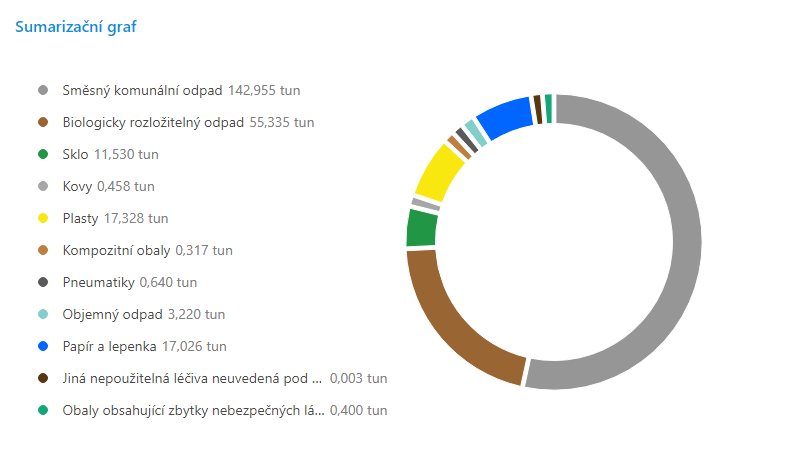 Sumarizační graf
Směsný komunální odpad 142,955 tun
Biologicky rozložitelný odpad 55,335 tun
Sklo 11,530 tun
Kovy 0,458 tun
Plasty 17,328 tun
Kompozitní obaly 0,317 tun
Pneumatiky 0,640 tun
Objemný odpad 3,220 tun
Papír a lepenka 17,026 tun
Jiná nepoužitelná léčiva neuvedená pod ... 0,003 tun
Obaly obsahující zbytky nebezpečných lá... 0,400 tun